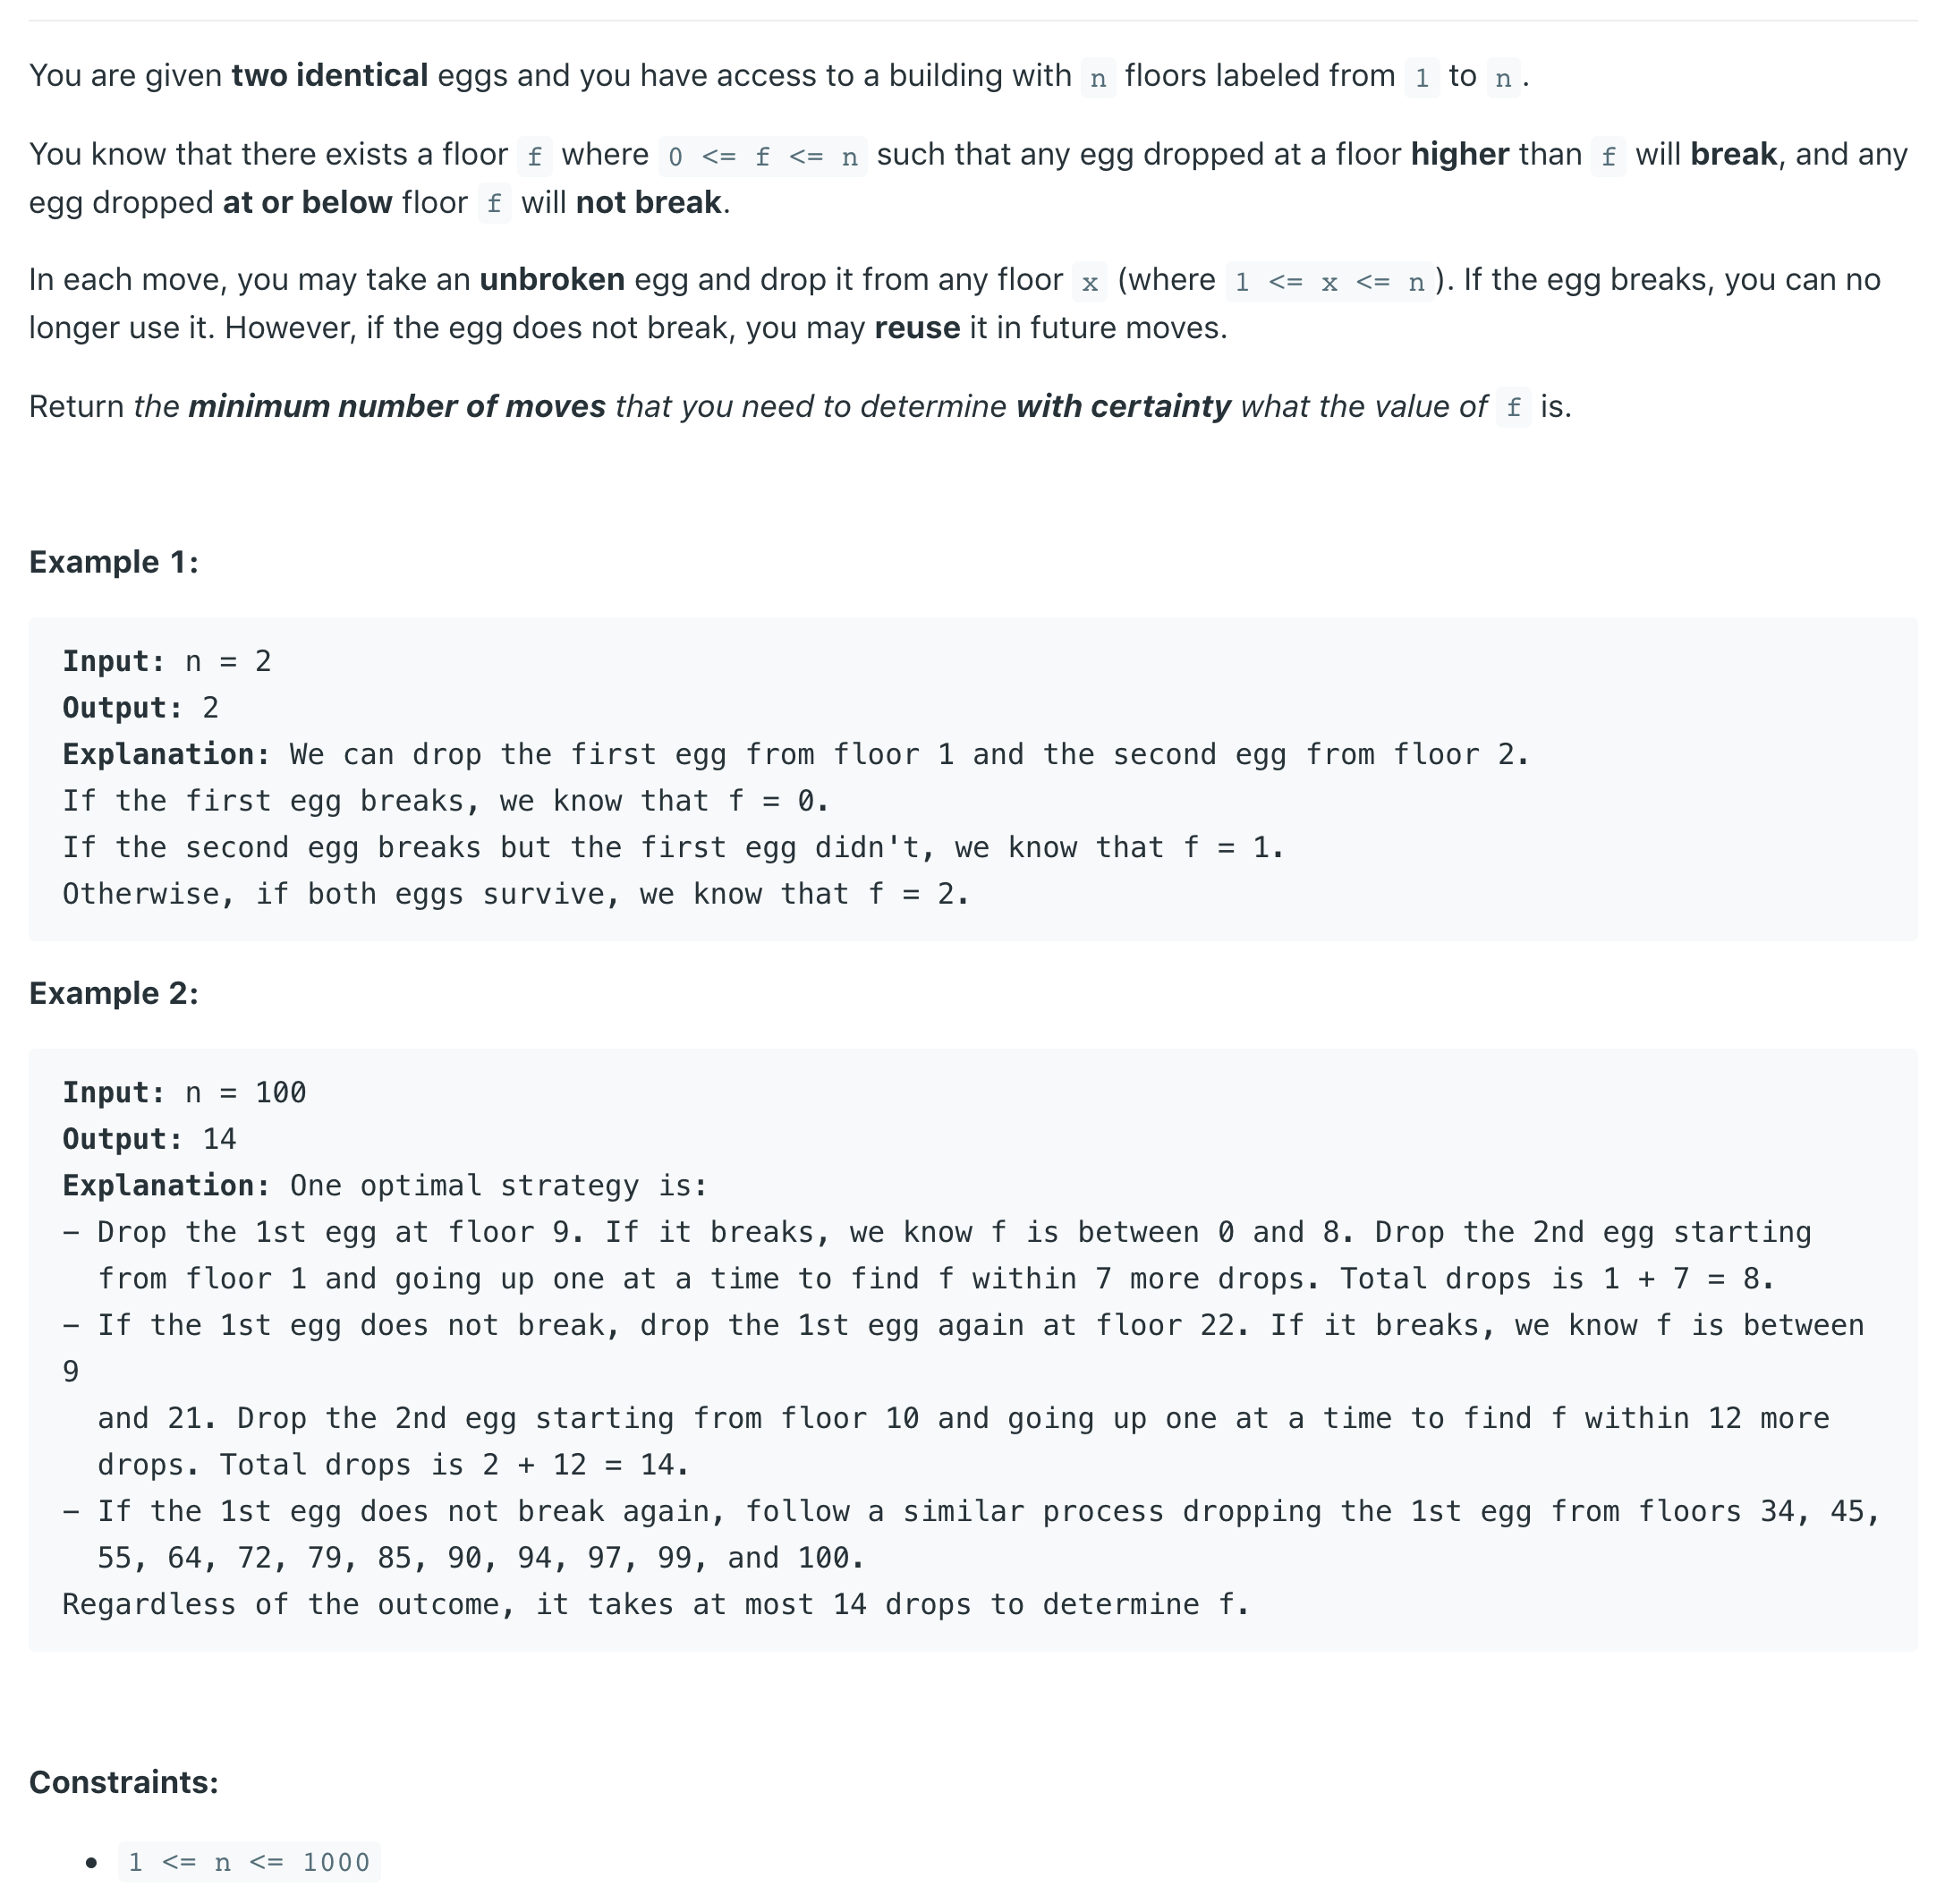 You are given two identical eggs and you have access to a building with n floors labeled from 1 to n.
You know that there exists a floor f where 0 <= f <= n such that any egg dropped at a floor higher than f will break, and any
egg dropped at or below floor f will not break.
In each move, you may take an unbroken egg and drop it from any floor x (where 1 <= x <= n). If the egg breaks, you can no
longer use it. However, if the egg does not break, you may reuse it in future moves.
Return the minimum number of moves that you need to determine with certainty what the value of f is.
Example 1:
Input: n = 2
Output: 2
Explanation: We can drop the first egg from floor 1 and the second egg from floor 2.
If the first egg breaks, we know that f = 0.
If the second egg breaks but the first egg didn't, we know that f = 1.
Otherwise, if both eggs survive, we know that f = 2.
Example 2:
Input: n = 100
Output: 14
Explanation: One optimal strategy is:
– Drop the 1st egg at floor 9. If it breaks, we know f is between 0 and 8. Drop the 2nd egg starting
from floor 1 and going up one at a time to find f within 7 more drops. Total drops is 1 + 7 = 8.
– If the 1st egg does not break, drop the 1st egg again at floor 22. If it breaks, we know f is between
9
and 21. Drop the 2nd egg starting from floor 10 and going up one at a time to find f within 12 more
drops. Total drops is 2 + 12 = 14.
– If the 1st egg does not break again, follow a similar process dropping the 1st egg from floors 34, 45,
55, 64, 72, 79, 85, 90, 94, 97, 99, and 100.
Regardless of the outcome, it takes at most 14 drops to determine f.
Constraints:
• 1 <= n <= 1000